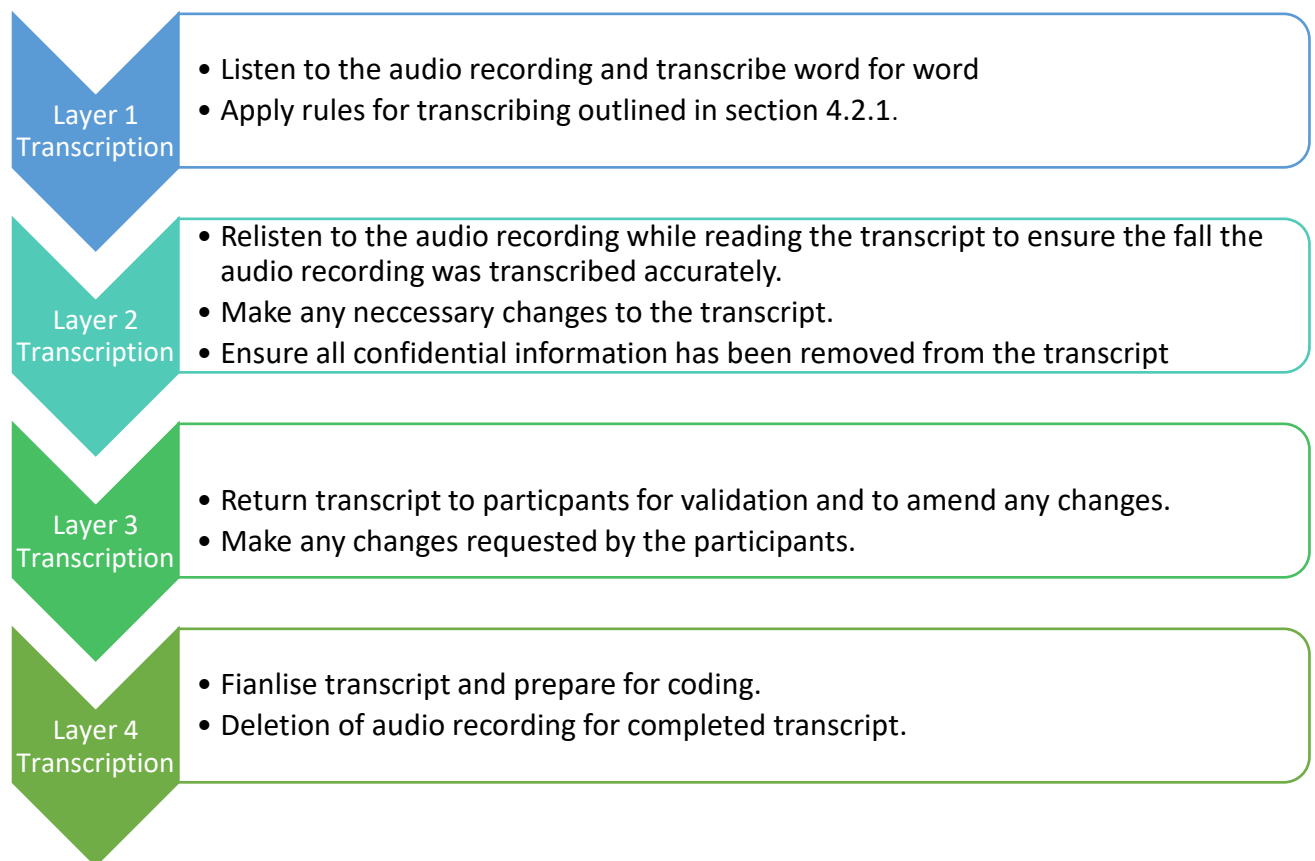 Layer 1
Transcription
• Listen to the audio recording and transcribe word for word
• Apply rules for transcribing outlined in section 4.2.1.
Layer 2
Transcription
• Relisten to the audio recording while reading the transcript to ensure the fall the
audio recording was transcribed accurately.
• Make any neccessary changes to the transcript.
• Ensure all confidential information has been removed from the transcript
Layer 3
Transcription
• Return transcript to particpants for validation and to amend any changes.
• Make any changes requested by the participants.
Layer 4
Transcription
• Fianlise transcript and prepare for coding.
• Deletion of audio recording for completed transcript.